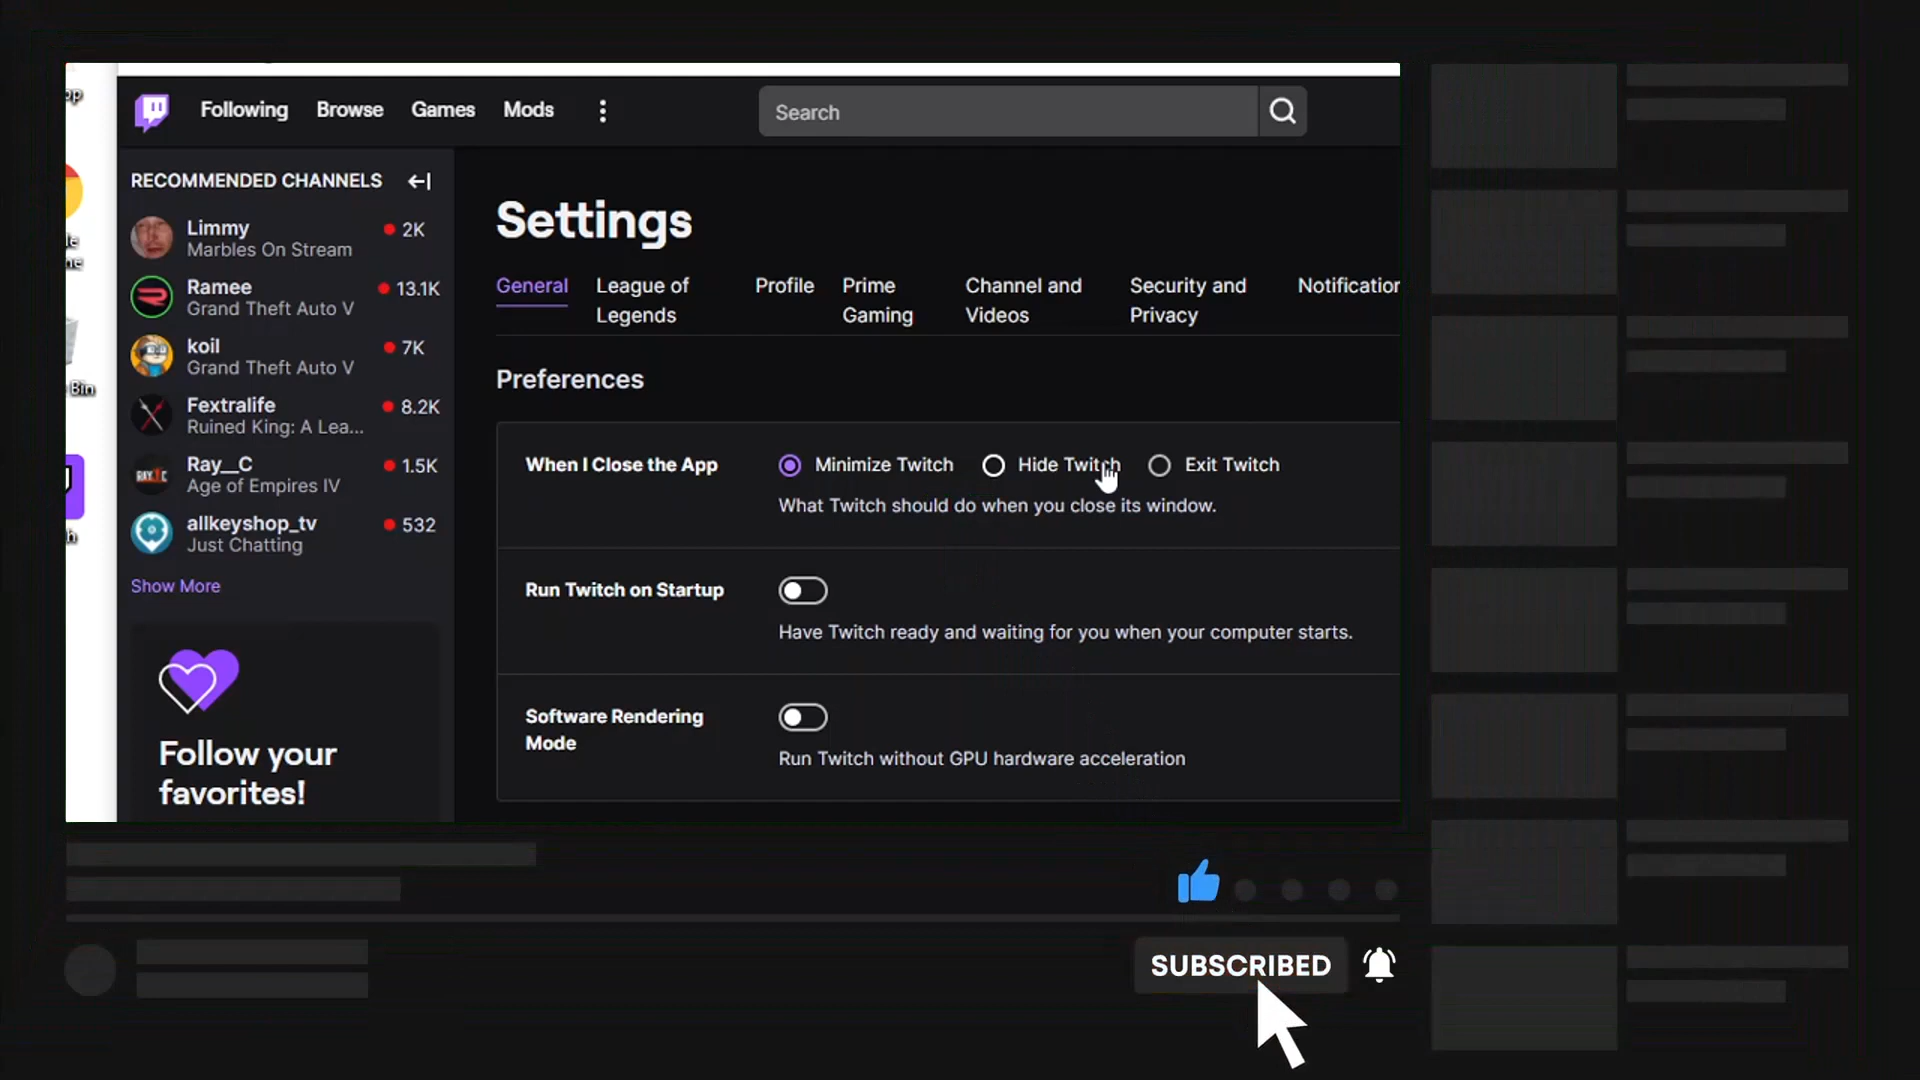 op
Following Browse Games Mods
Search
RECOMMENDED CHANNELS
Limmy 2K
Marbles On Stream
Ramee 13.1K
Grand Theft Auto V
koil 7K
Grand Theft Auto V
Fextralife 8.2K
Ruined King: A Lea...
Ray__C 1.5K
Age of Empires IV
allkeyshop_tv 532
Just Chatting
Show More
Follow your
favorites!
Bin
Settings
General
League of
Legends
Profile
Prime
Gaming
Channel and
Videos
Security and
Privacy
Notification
Preferences
When I Close the App
Minimize Twitch Hide Twitch Exit Twitch
What Twitch should do when you close its window.
Run Twitch on Startup
Have Twitch ready and waiting for you when your computer starts.
Software Rendering
Mode
Run Twitch without GPU hardware acceleration
SUBSCRIBED